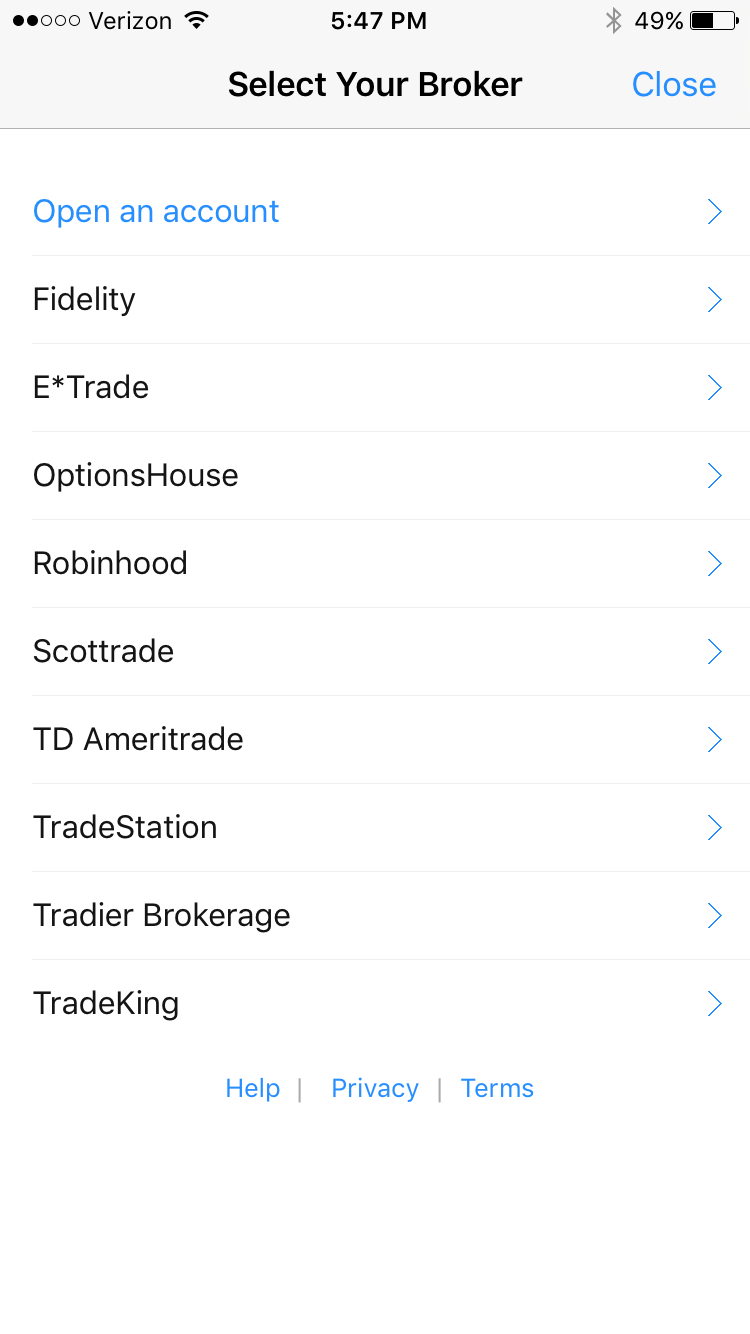 Verizon 5:47 PM 49%
Select Your Broker Close
Open an account
Fidelity
E*Trade
OptionsHouse
Robinhood
Scottrade
TD Ameritrade
TradeStation
Tradier Brokerage
TradeKing
Help | Privacy | Terms